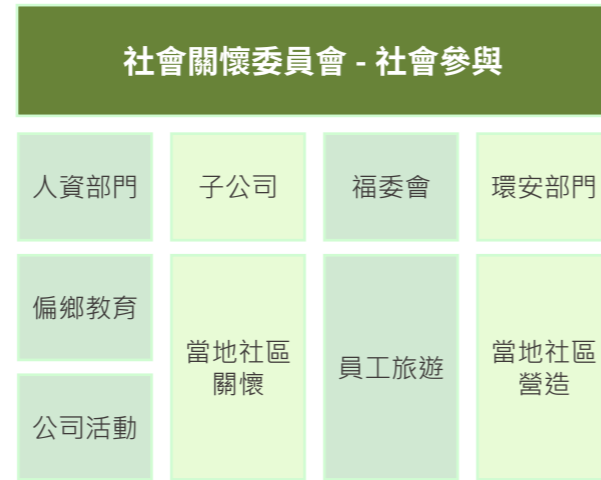 社會關懷委員會 - 社會參與
人資部門
子公司
福委會
環安部門
偏鄉教育
當地社區
關懷
員工旅遊
當地社區
營造
公司活動